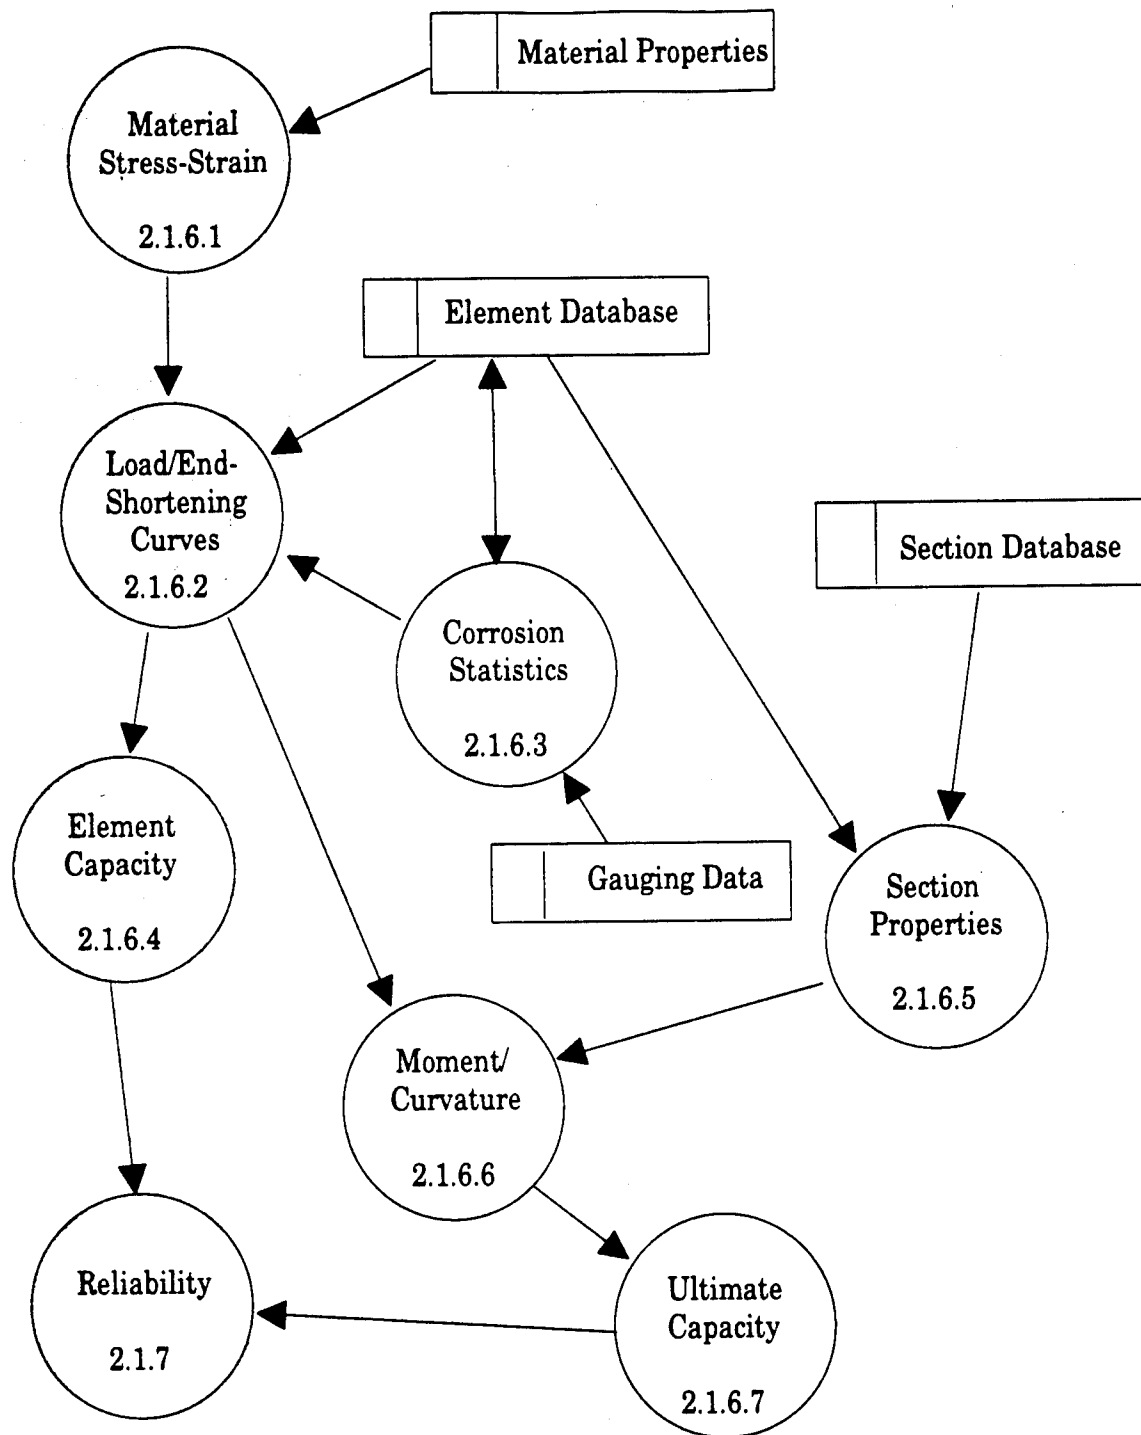 Material Properties
Material
Stress-Strain
2.1.6.1
Element Database
Load/End-
Shortening
Curves
2.1.6.2
Section Database
Corrosion
Statistics
2.1.6.3
Element
Capacity
2.1.6.4
Gauging Data
Section
Properties
2.1.6.5
Moment/
Curvature
2.1.6.6
Reliability
2.1.7
Ultimate
Capacity
2.1.6.7